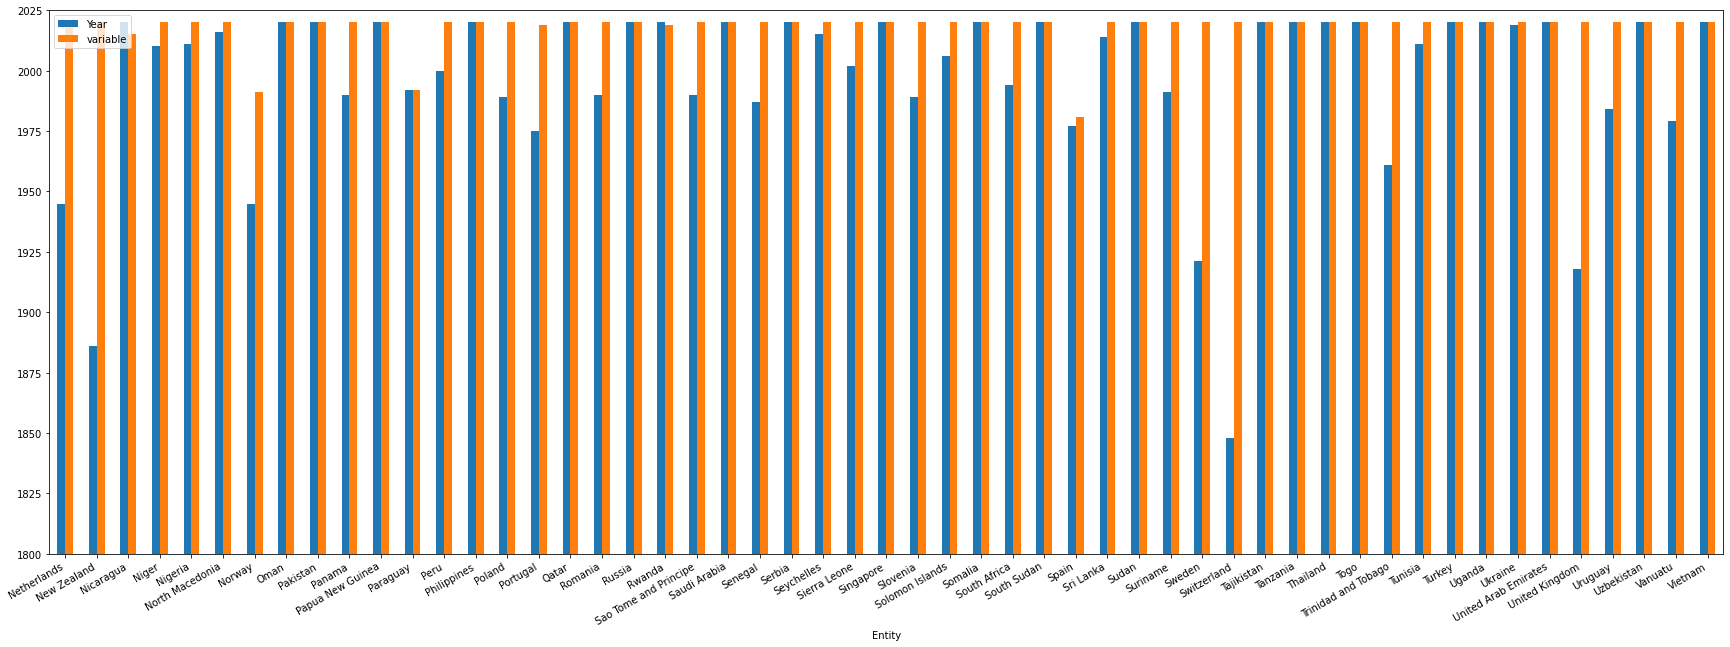 2025
2000
1975
1950
1925
1900
1875
1850
1825
1800
Year
variable
Netherlands
New Zealand
Nicaragua
Niger
Nigeria
North Macedonia
Norway
Oman
Pakistan
Panama
Papua New Guinea
Paraguay
Peru
Philippines
Poland
Portugal
Qatar
Romania
Russia
Rwanda
Sao Tome and Principe
Saudi Arabia
Senegal
Serbia
Seychelles
Sierra Leone
Singapore
Slovenia
Solomon Islands
Somalia
South Africa
South Sudan
Spain
Sri Lanka
Sudan
Suriname
Sweden
Switzerland
Tajikistan
Tanzania
Thailand
Togo
Trinidad and Tobago
Tunisia
Turkey
Uganda
Ukraine
United Arab Emirates
United Kingdom
Uruguay
Uzbekistan
Vanuatu
Vietnam
Entity